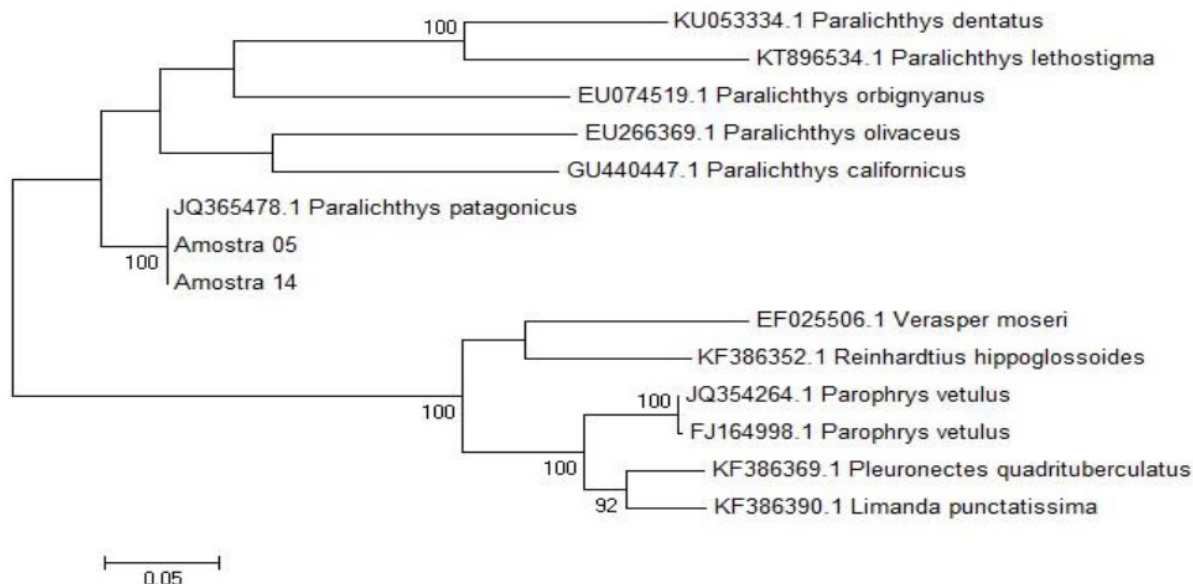 KU053334.1 Paralichthys dentatus
100
KT896534.1 Paralichthys lethostigma
EU074519.1 Paralichthys orbignyanus
EU266369.1 Paralichthys olivaceus
GU440447.1 Paralichthys californicus
JQ365478.1 Paralichthys patagonicus
Amostra 05
100
Amostra 14
EF025506.1 Verasper moseri
KF386352.1 Reinhardtius hippoglossoides
JQ354264.1 Parophrys vetulus
100
100
FJ164998.1 Parophrys vetulus
100
KF386369.1 Pleuronectes quadrituberculatus
92
KF386390.1 Limanda punctatissima
0.05